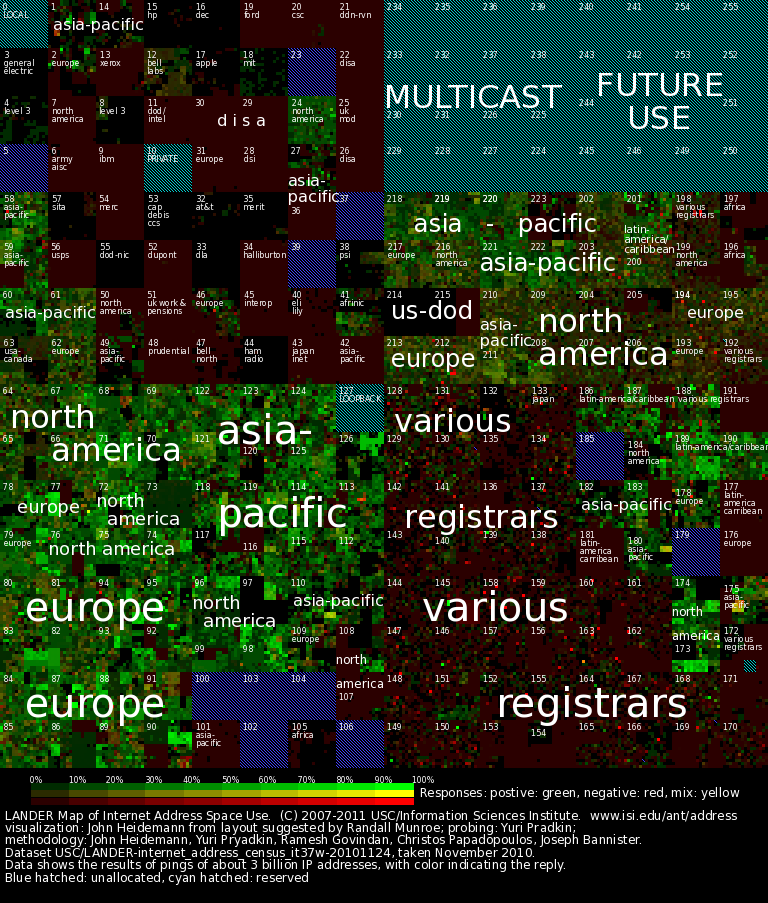 0 1 14 15 16 19 20 21 234 235 236 239 240 241 254 255
LOCAL
asia-pacific
hp
dec
ford
csc
ddn-rvn
3 2 13 12 17 18 23 22 233 232 237 238 243 242 253 252
general
electric
europe
xerox
bell
labs
apple
mit
disa
MULTICAST
FUTURE
USE
4 7 8 11 30 29 24 25 230 231 226 225 244 251
level 3
north
america
level 3
dod/
intel
d i s a
north
america
uk
mod
5 6 9 10 31 28 27 26 229 228 227 224 245 246 249 250
army
aisc
ibm
PRIVATE
europe
dsi
asia-
pacific
disa
58 57 54 53 32 35 36 37 218 219 220 223 202 201 198 197
asia-
pacific
sita
merc
cap
debis
ccs
at&t
merit
asia - pacific
latin-
america/
caribbean
various
registrars
africa
59 56 55 52 33 34 39 38 217 216 221 222 203 200 199 196
asia-
pacific
usps
dod-nic
dupont
dla
halliburton
psi
europe
north
america
asia-pacific
north
america
africa
60 61 50 51 46 45 40 41 214 215 210 209 204 205 194 195
asia-pacific
north
america
uk work &
pensions
europe
interop
eli
lily
afrinic
us-dod
asia-
pacific
north
america
europe
63 62 49 48 47 44 43 42 213 212 211 208 207 206 193 192
usa-
canada
europe
asia-
pacific
prudential
bell
north
ham
radio
japan
inet
asia-
pacific
europe
europe
various
registrars
64 67 68 69 122 123 124 127 128 131 132 133 186 187 188 191
north
america
asia-
LOOPBACK
various
japan
latin-america/caribbean
various registrars
65 66 71 70 121 120 125 126 129 130 135 134 185 184 189 190
north
america
latin-america/caribbean
78 77 72 73 118 119 114 113 142 141 136 137 182 183 178 177
europe
north
america
pacific
registrars
asia-pacific
europe
latin-
america
carribean
79 76 75 74 117 116 115 112 143 140 139 138 181 180 179 176
europe
north america
latin-
america
carribean
asia-
pacific
europe
80 81 94 95 96 97 110 144 145 158 159 160 161 174 175
europe
north
america
asia-pacific
various
north
america
asia-
pacific
83 82 93 92 99 98 109 108 147 146 157 156 163 162 173 172
europe
north
america
various
registrars
84 87 88 91 100 103 104 107 148 151 152 155 164 167 168 171
europe
registrars
85 86 89 90 101 102 105 106 149 150 153 154 165 166 169 170
asia-
pacific
africa
0% 10% 20% 30% 40% 50% 60% 70% 80% 90% 100%
Responses: postive: green, negative: red, mix: yellow
LANDER Map of Internet Address Space Use. (C) 2007-2011 USC/Information Sciences Institute. www.isi.edu/ant/address
visualization: John Heidemann from layout suggested by Randall Munroe; probing: Yuri Pradkin;
methodology: John Heidemann, Yuri Pryadkin, Ramesh Govindan, Christos Papadopoulos, Joseph Bannister.
Dataset USC/LANDER-internet_address_census_it37w-20101124, taken November 2010.
Data shows the results of pings of about 3 billion IP addresses, with color indicating the reply.
Blue hatched: unallocated, cyan hatched: reserved